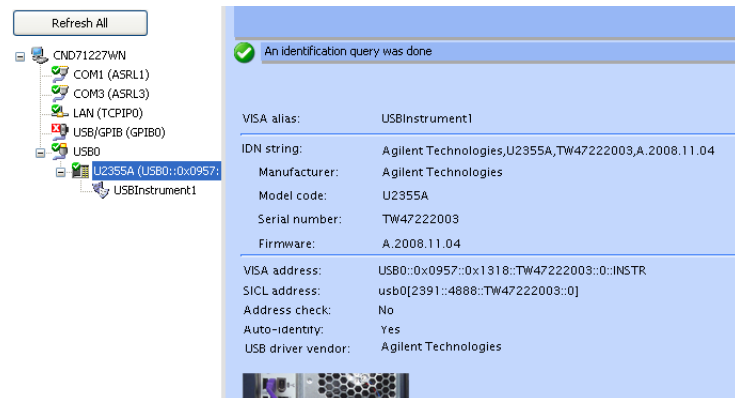 Refresh All
CND71227WN
COM1 (ASRL1)
COM3 (ASRL3)
LAN (TCPIP0)
USB/GPIB (GPIB0)
USB0
U2355A (USB0::0x0957:
USBInstrument1
An identification query was done
VISA alias: USBInstrument1
IDN string: Agilent Technologies,U2355A,TW47222003,A.2008.11.04
Manufacturer: Agilent Technologies
Model code: U2355A
Serial number: TW47222003
Firmware: A.2008.11.04
VISA address: USB0::0x0957::0x1318::TW47222003::0::INSTR
SICL address: usb0[2391::4888::TW47222003::0]
Address check: No
Auto-identify: Yes
USB driver vendor: Agilent Technologies